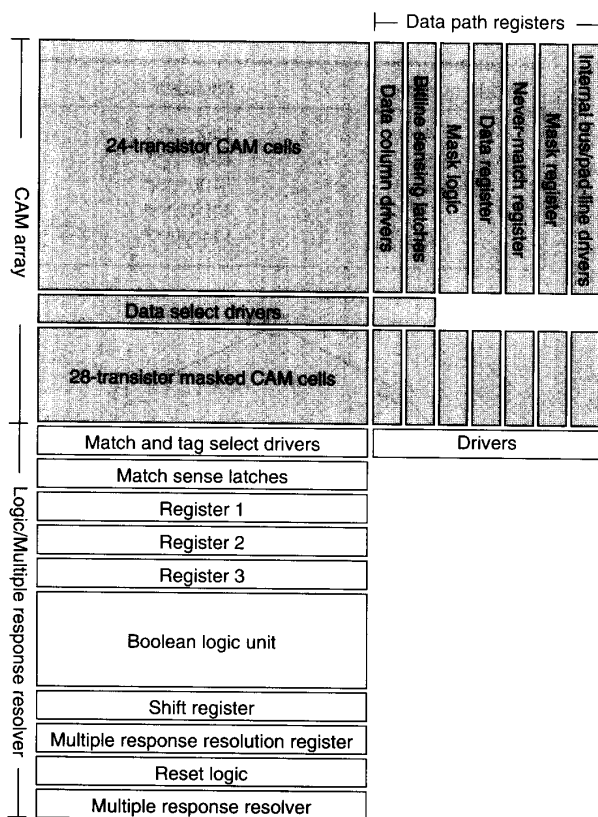 Data path registers
CAM array
24-transistor CAM cells
Data column drivers
Bitline sensing latches
Mask logic
Data register
Never-match register
Mask register
Internal bus/pad-line drivers
Data select drivers
28-transister masked CAM cells
Logic/Multiple response resolver
Match and tag select drivers
Drivers
Match sense latches
Register 1
Register 2
Register 3
Boolean logic unit
Shift register
Multiple response resolution register
Reset logic
Multiple response resolver